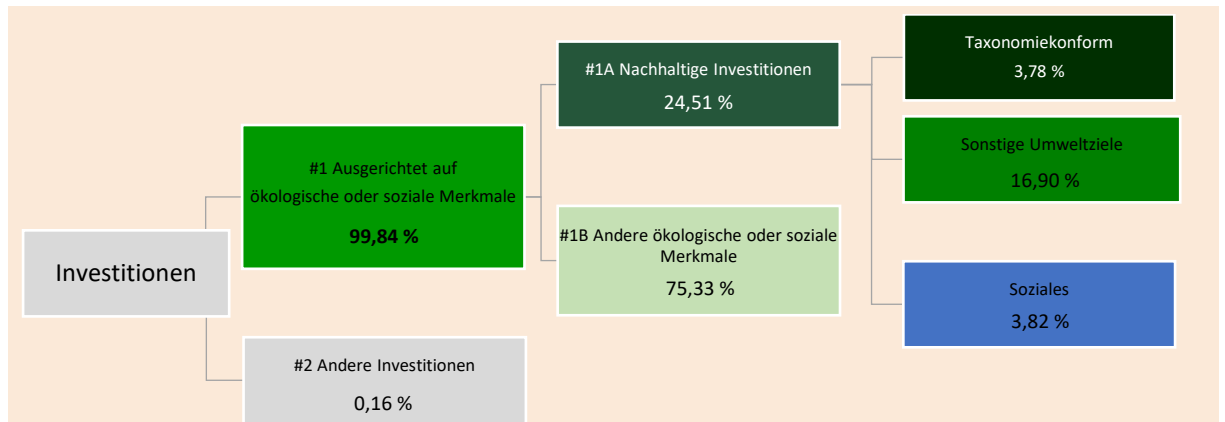 Investitionen
#1 Ausgerichtet auf
ökologische oder soziale Merkmale
99,84 %
#2 Andere Investitionen
0,16 %
#1A Nachhaltige Investitionen
24,51 %
#1B Andere ökologische oder soziale
Merkmale
75,33 %
Taxonomiekonform
3,78 %
Sonstige Umweltziele
16,90 %
Soziales
3,82 %